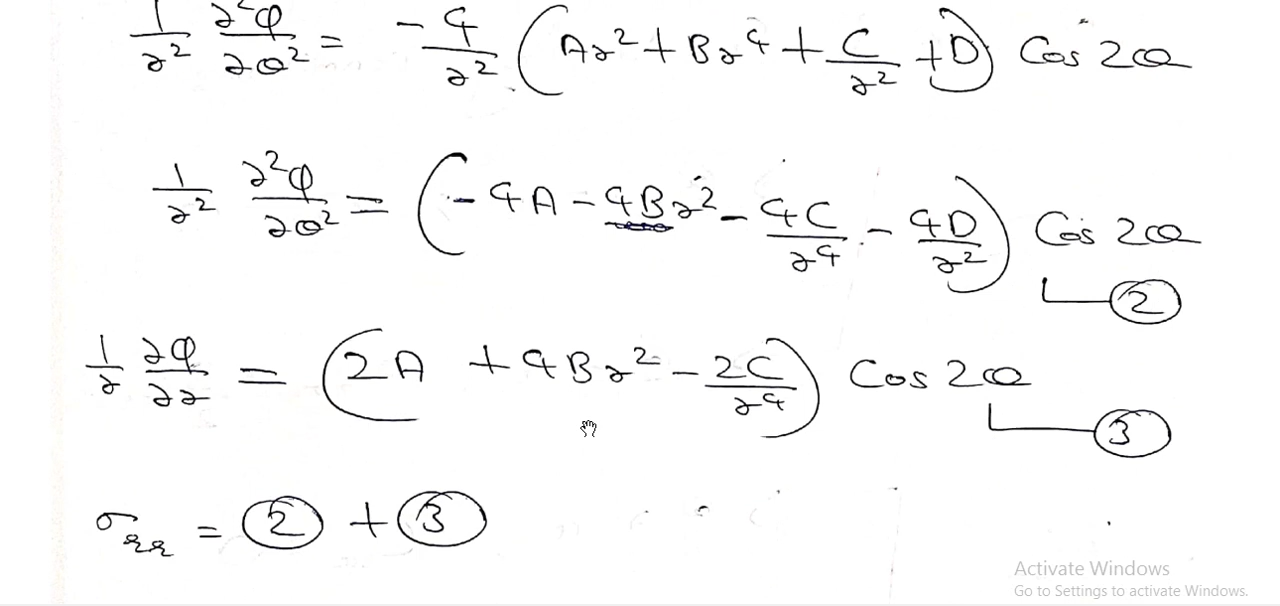 1/r² ∂²φ/∂θ² = -4/r² (Ar² + Br⁴ + C/r² + D) Cos 2θ
1/r² ∂²φ/∂θ² = (-4A - 4Br² - 4C/r⁴ - 4D/r²) Cos 2θ
2
1/r ∂φ/∂r = (2A + 4Br² - 2C/r⁴) Cos 2θ
3
σrr = 2 + 3
Activate Windows
Go to Settings to activate Windows.